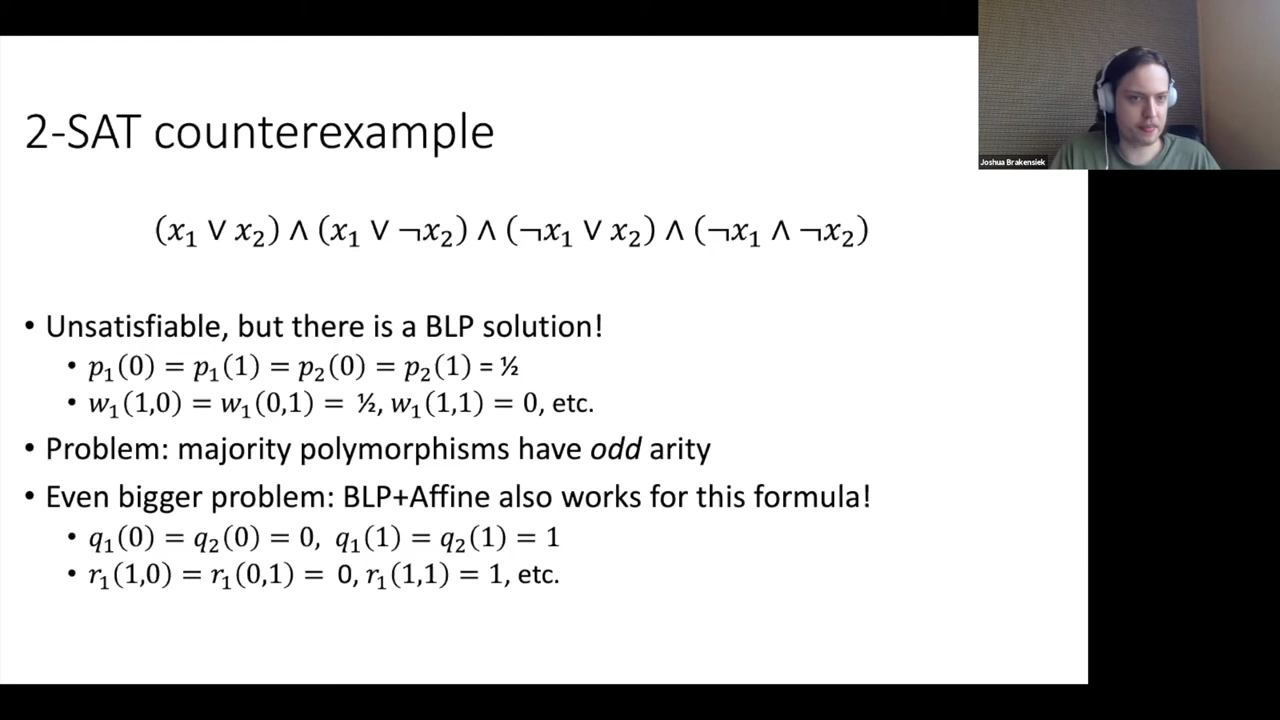 2-SAT counterexample
(x₁ ∨ x₂) ∧ (x₁ ∨ ¬x₂) ∧ (¬x₁ ∨ x₂) ∧ (¬x₁ ∧ ¬x₂)
• Unsatisfiable, but there is a BLP solution!
• p₁(0) = p₁(1) = p₂(0) = p₂(1) = ½
• w₁(1,0) = w₁(0,1) = ½, w₁(1,1) = 0, etc.
• Problem: majority polymorphisms have odd arity
• Even bigger problem: BLP+Affine also works for this formula!
• q₁(0) = q₂(0) = 0, q₁(1) = q₂(1) = 1
• r₁(1,0) = r₁(0,1) = 0, r₁(1,1) = 1, etc.
Joshua Brakensiek